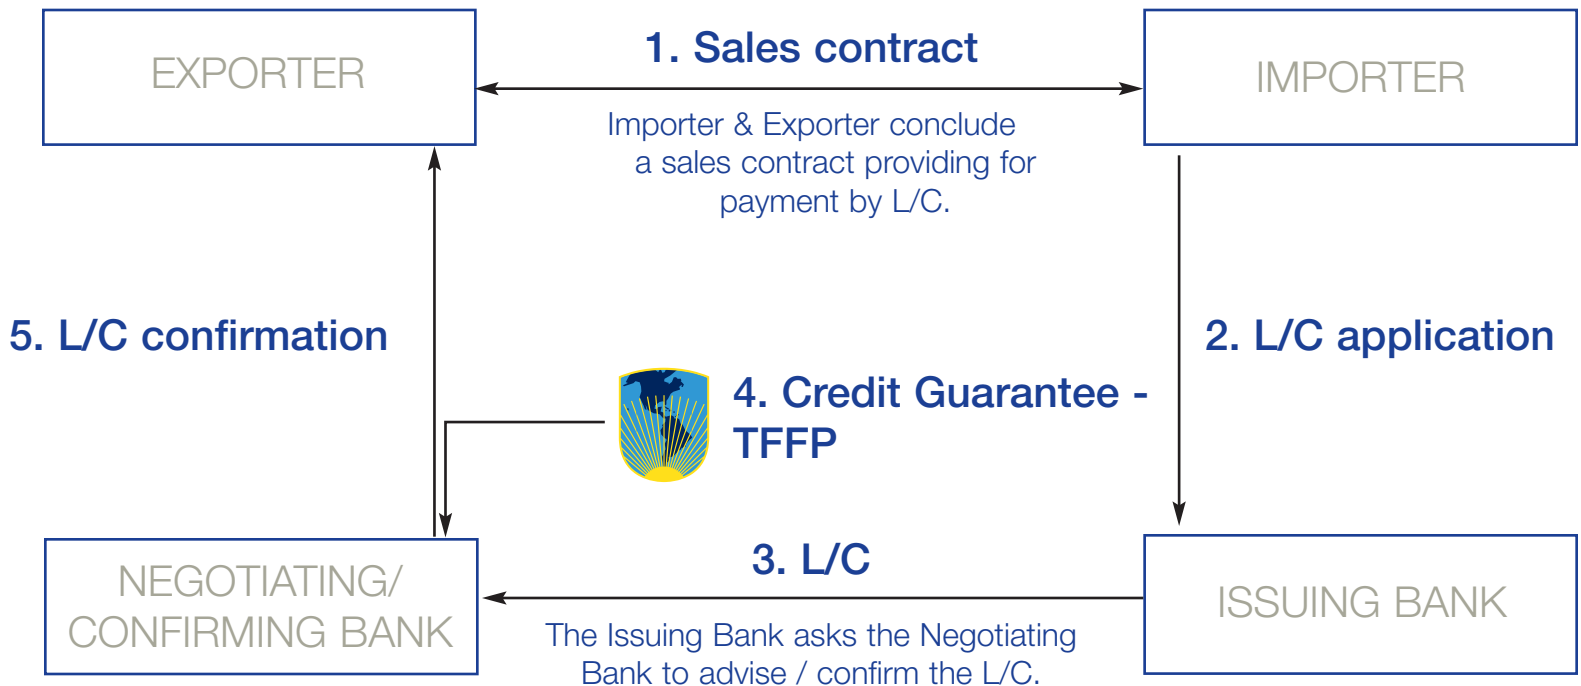 EXPORTER
1. Sales contract
IMPORTER
Importer & Exporter conclude
a sales contract providing for
payment by L/C.
5. L/C confirmation
2. L/C application
4. Credit Guarantee -
TFFP
3. L/C
NEGOTIATING/
CONFIRMING BANK
ISSUING BANK
The Issuing Bank asks the Negotiating
Bank to advise / confirm the L/C.